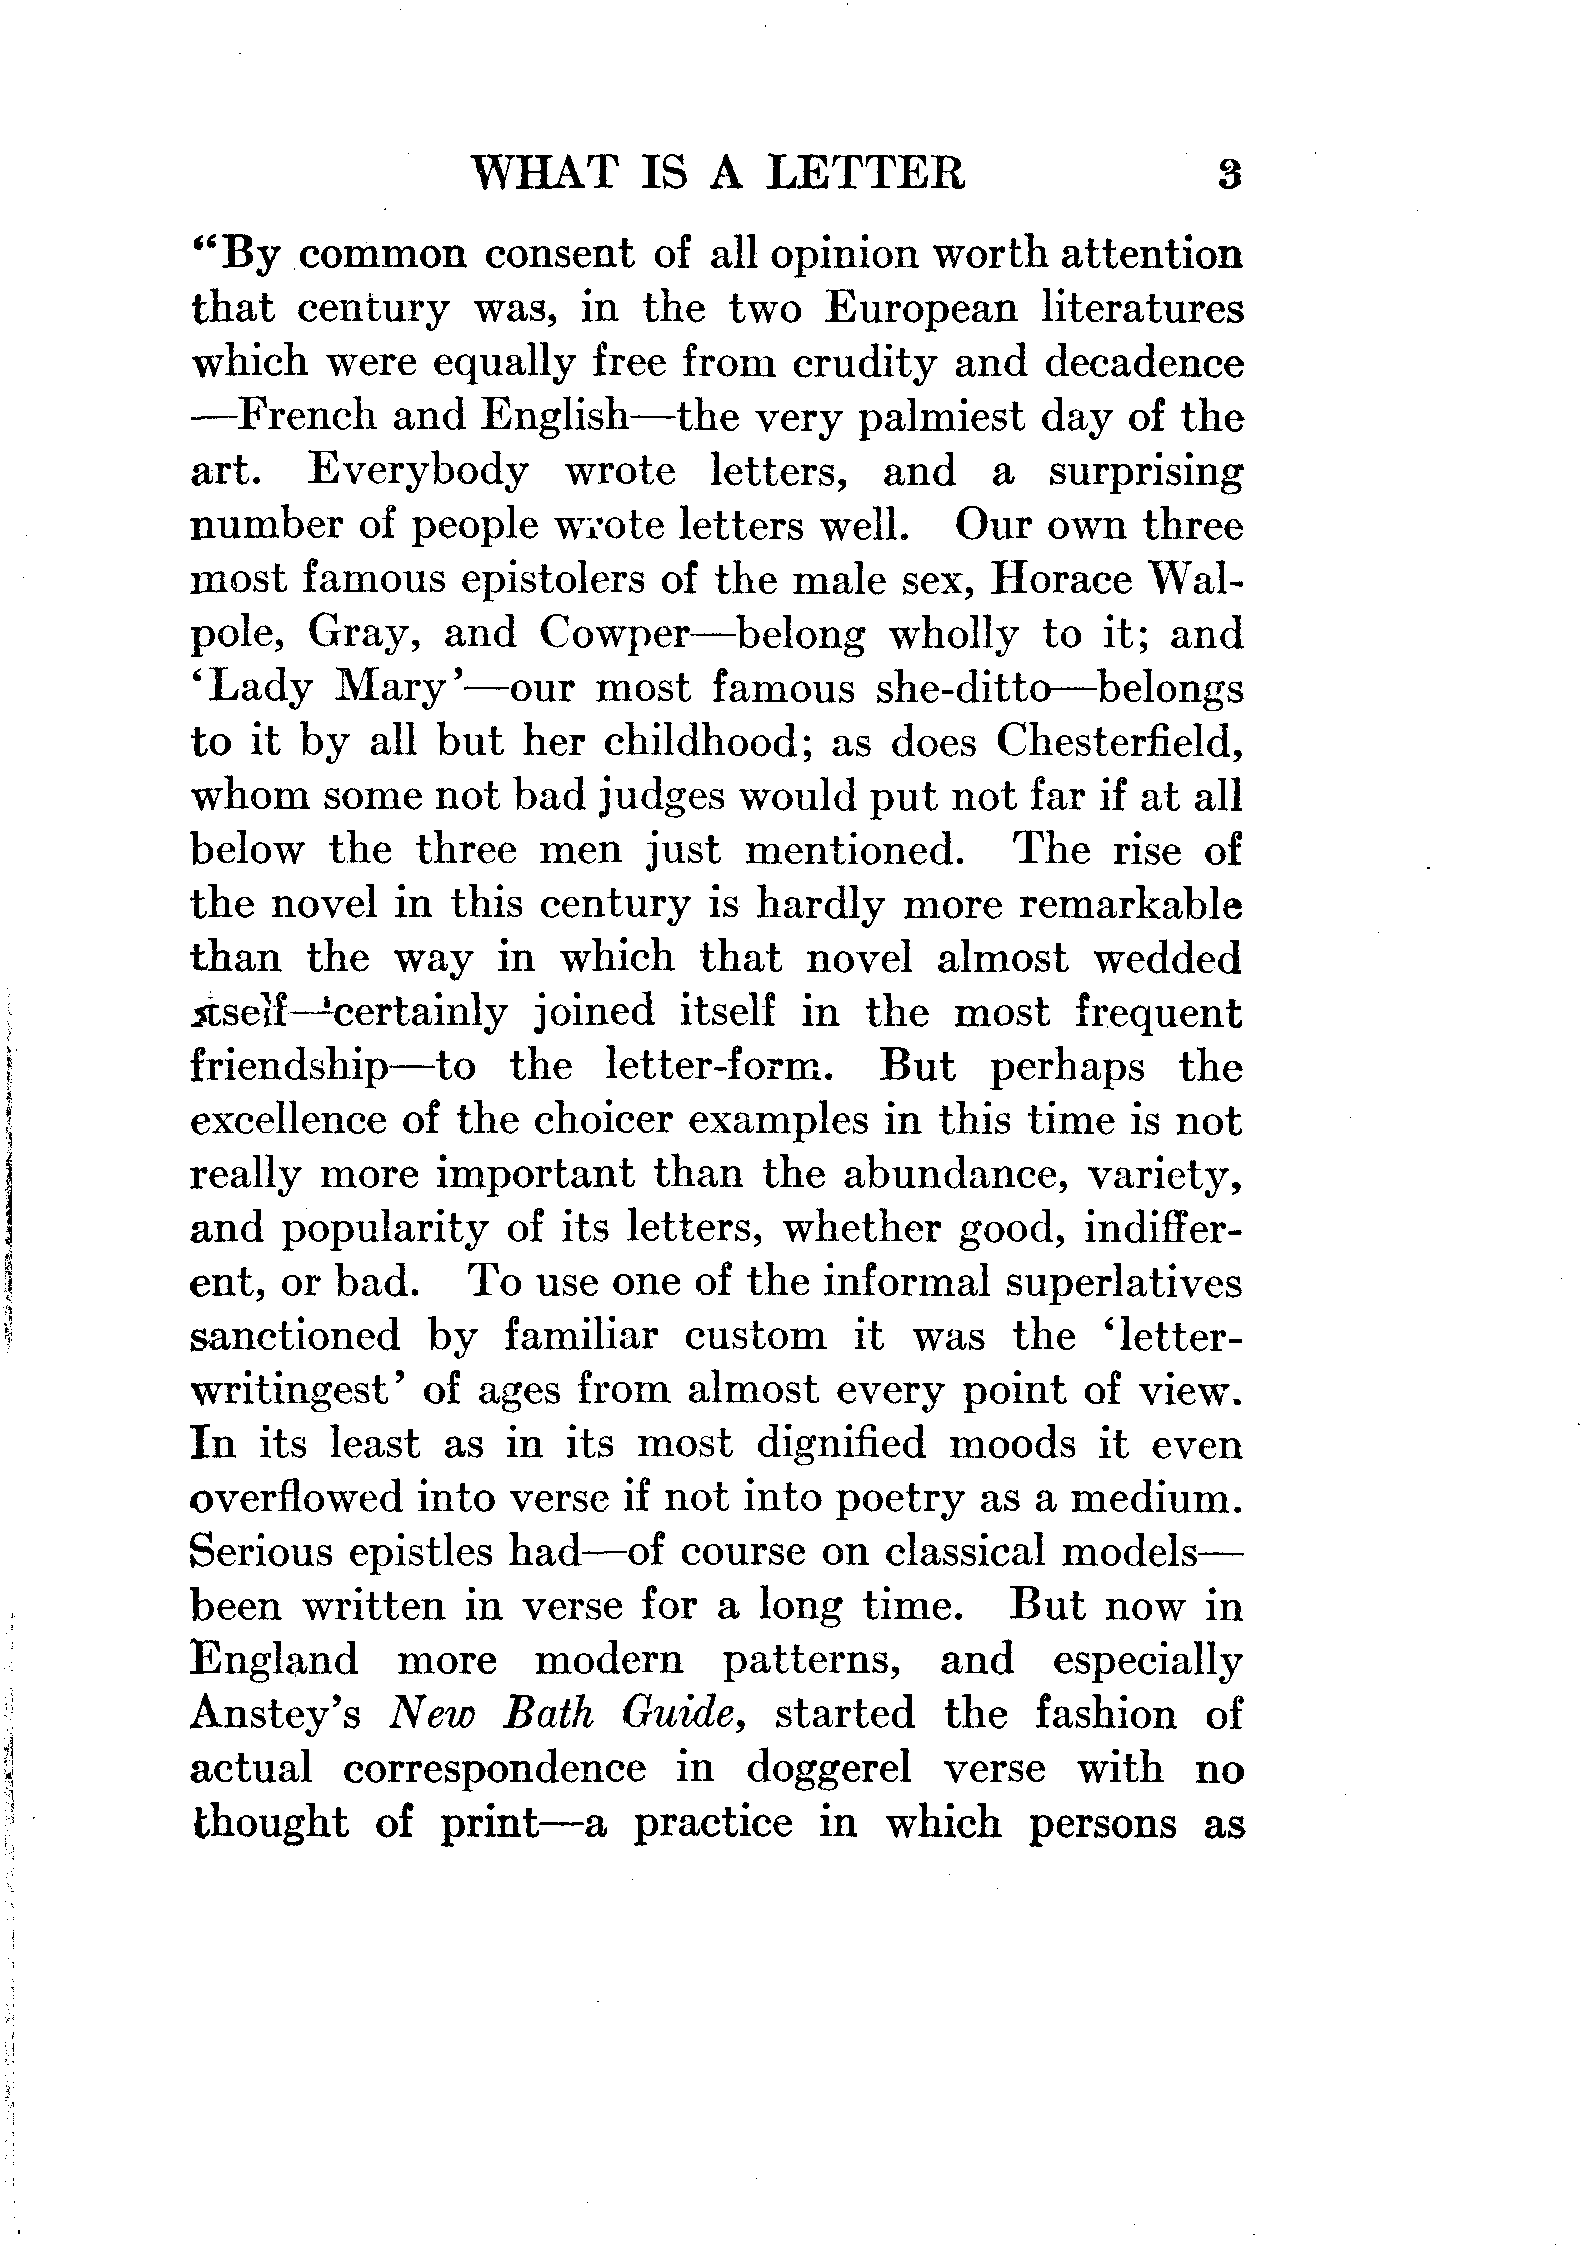 WHAT IS A LETTER 3
“By common consent of all opinion worth attention
that century was, in the two European literatures
which were equally free from crudity and decadence
—French and English—the very palmiest day of the
art. Everybody wrote letters, and a surprising
number of people wrote letters well. Our own three
most famous epistolers of the male sex, Horace Wal-
pole, Gray, and Cowper—belong wholly to it; and
‘Lady Mary’—our most famous she-ditto—belongs
to it by all but her childhood; as does Chesterfield,
whom some not bad judges would put not far if at all
below the three men just mentioned. The rise of
the novel in this century is hardly more remarkable
than the way in which that novel almost wedded
itself—certainly joined itself in the most frequent
friendship—to the letter-form. But perhaps the
excellence of the choicer examples in this time is not
really more important than the abundance, variety,
and popularity of its letters, whether good, indiffer-
ent, or bad. To use one of the informal superlatives
sanctioned by familiar custom it was the ‘letter-
writingest’ of ages from almost every point of view.
In its least as in its most dignified moods it even
overflowed into verse if not into poetry as a medium.
Serious epistles had—of course on classical models—
been written in verse for a long time. But now in
England more modern patterns, and especially
Anstey’s New Bath Guide, started the fashion of
actual correspondence in doggerel verse with no
thought of print—a practice in which persons as